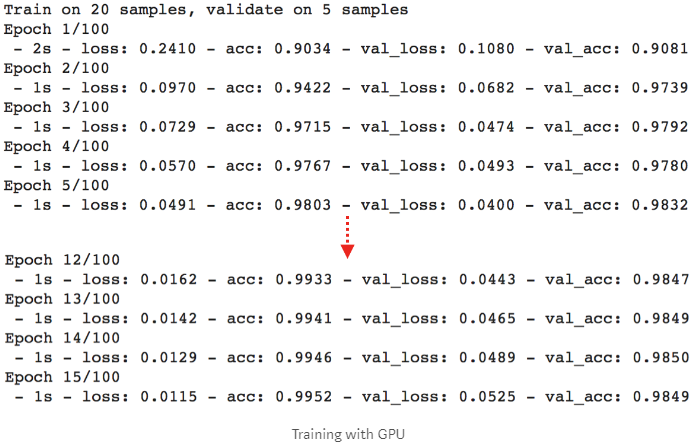 Train on 20 samples, validate on 5 samples
Epoch 1/100
- 2s - loss: 0.2410 - acc: 0.9034 - val_loss: 0.1080 - val_acc: 0.9081
Epoch 2/100
- 1s - loss: 0.0970 - acc: 0.9422 - val_loss: 0.0682 - val_acc: 0.9739
Epoch 3/100
- 1s - loss: 0.0729 - acc: 0.9715 - val_loss: 0.0474 - val_acc: 0.9792
Epoch 4/100
- 1s - loss: 0.0570 - acc: 0.9767 - val_loss: 0.0493 - val_acc: 0.9780
Epoch 5/100
- 1s - loss: 0.0491 - acc: 0.9803 - val_loss: 0.0400 - val_acc: 0.9832
Epoch 12/100
- 1s - loss: 0.0162 - acc: 0.9933 - val_loss: 0.0443 - val_acc: 0.9847
Epoch 13/100
- 1s - loss: 0.0142 - acc: 0.9941 - val_loss: 0.0465 - val_acc: 0.9849
Epoch 14/100
- 1s - loss: 0.0129 - acc: 0.9946 - val_loss: 0.0489 - val_acc: 0.9850
Epoch 15/100
- 1s - loss: 0.0115 - acc: 0.9952 - val_loss: 0.0525 - val_acc: 0.9849
Training with GPU